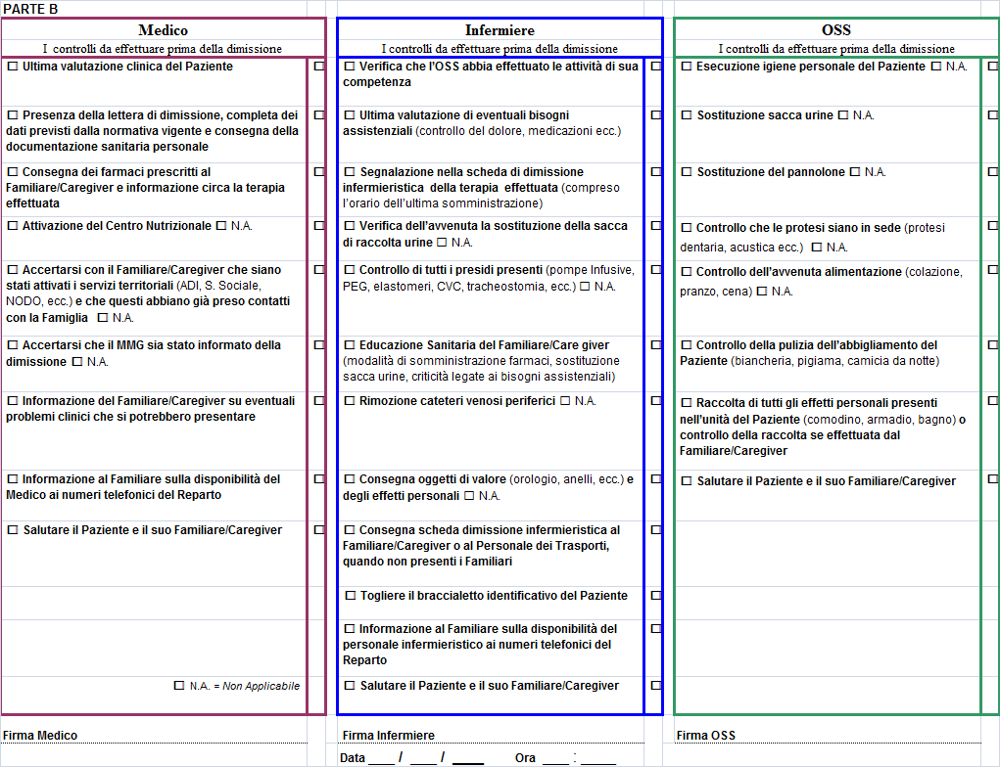 PARTE B
Medico
I controlli da effettuare prima della dimissione
☐ Ultima valutazione clinica del Paziente ☐
☐ Presenza della lettera di dimissione, completa dei ☐
dati previsti dalla normativa vigente e consegna della
documentazione sanitaria personale
☐ Consegna dei farmaci prescritti al ☐
Familiare/Caregiver e informazione circa la terapia
effettuata
☐ Attivazione del Centro Nutrizionale ☐ N.A. ☐
☐ Accertarsi con il Familiare/Caregiver che siano ☐
stati attivati i servizi territoriali (ADI, S. Sociale,
NODO, ecc.) e che questi abbiano già preso contatti
con la Famiglia ☐ N.A.
☐ Accertarsi che il MMG sia stato informato della ☐
dimissione ☐ N.A.
☐ Informazione del Familiare/Caregiver su eventuali ☐
problemi clinici che si potrebbero presentare
☐ Informazione al Familiare sulla disponibilità del ☐
Medico ai numeri telefonici del Reparto
☐ Salutare il Paziente e il suo Familiare/Caregiver ☐
☐ N.A. = Non Applicabile
Firma Medico
Infermiere
I controlli da effettuare prima della dimissione
☐ Verifica che l'OSS abbia effettuato le attività di sua ☐
competenza
☐ Ultima valutazione di eventuali bisogni ☐
assistenziali (controllo del dolore, medicazioni ecc.)
☐ Segnalazione nella scheda di dimissione ☐
infermieristica della terapia effettuata (compreso
l'orario dell'ultima somministrazione)
☐ Verifica dell'avvenuta la sostituzione della sacca ☐
di raccolta urine ☐ N.A.
☐ Controllo di tutti i presidi presenti (pompe Infusive, ☐
PEG, elastomeri, CVC, tracheostomia, ecc.) ☐ N.A.
☐ Educazione Sanitaria del Familiare/Care giver ☐
(modalità di somministrazione farmaci, sostituzione
sacca urine, criticità legate ai bisogni assistenziali)
☐ Rimozione cateteri venosi periferici ☐ N.A. ☐
☐ Consegna oggetti di valore (orologio, anelli, ecc.) e ☐
degli effetti personali ☐ N.A.
☐ Consegna scheda dimissione infermieristica al ☐
Familiare/Caregiver o al Personale dei Trasporti,
quando non presenti i Familiari
☐ Togliere il braccialetto identificativo del Paziente ☐
☐ Informazione al Familiare sulla disponibilità del ☐
personale infermieristico ai numeri telefonici del
Reparto
☐ Salutare il Paziente e il suo Familiare/Caregiver ☐
Firma Infermiere
Data ____ / ____ / _____ Ora ____ : _____
OSS
I controlli da effettuare prima della dimissione
☐ Esecuzione igiene personale del Paziente ☐ N.A. ☐
☐ Sostituzione sacca urine ☐ N.A. ☐
☐ Sostituzione del pannolone ☐ N.A. ☐
☐ Controllo che le protesi siano in sede (protesi ☐
dentaria, acustica ecc.) ☐ N.A.
☐ Controllo dell'avvenuta alimentazione (colazione, ☐
pranzo, cena) ☐ N.A.
☐ Controllo della pulizia dell'abbigliamento del ☐
Paziente (biancheria, pigiama, camicia da notte)
☐ Raccolta di tutti gli effetti personali presenti ☐
nell'unità del Paziente (comodino, armadio, bagno) o
controllo della raccolta se effettuata dal
Familiare/Caregiver
☐ Salutare il Paziente e il suo Familiare/Caregiver ☐
Firma OSS